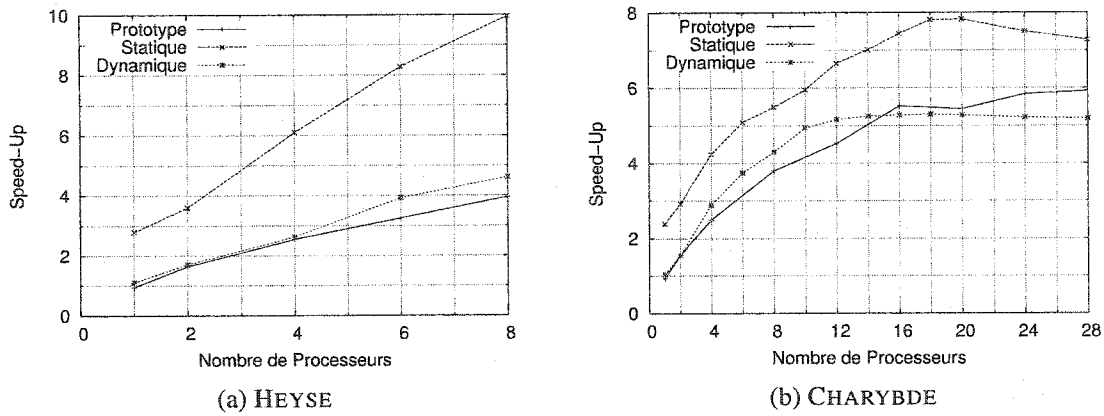 10
8
6
4
2
0
Speed-Up
Prototype
Statique
Dynamique
0 2 4 6 8
Nombre de Processeurs
(a) HEYSE
8
6
4
2
0
Speed-Up
Prototype
Statique
Dynamique
0 4 8 12 16 20 24 28
Nombre de Processeurs
(b) CHARYBDE